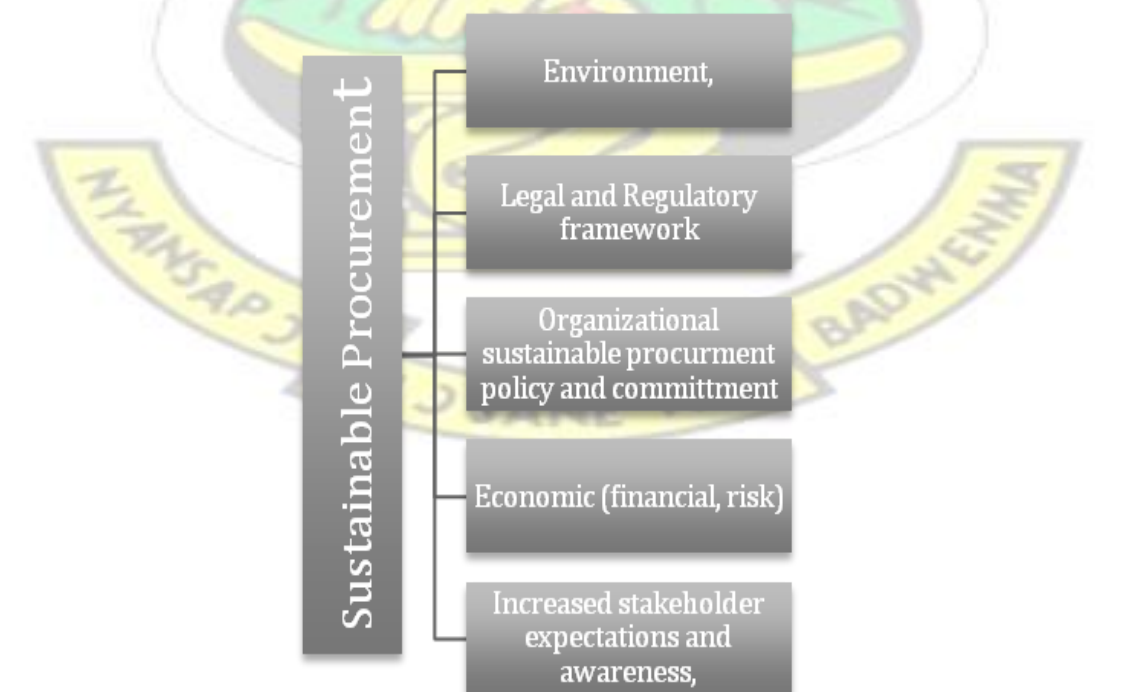 Sustainable Procurement
Environment,
Legal and Regulatory
framework
Organizational
sustainable procurment
policy and committment
Economic (financial, risk)
Increased stakeholder
expectations and
awareness,
NYANSAP
BADWENMA